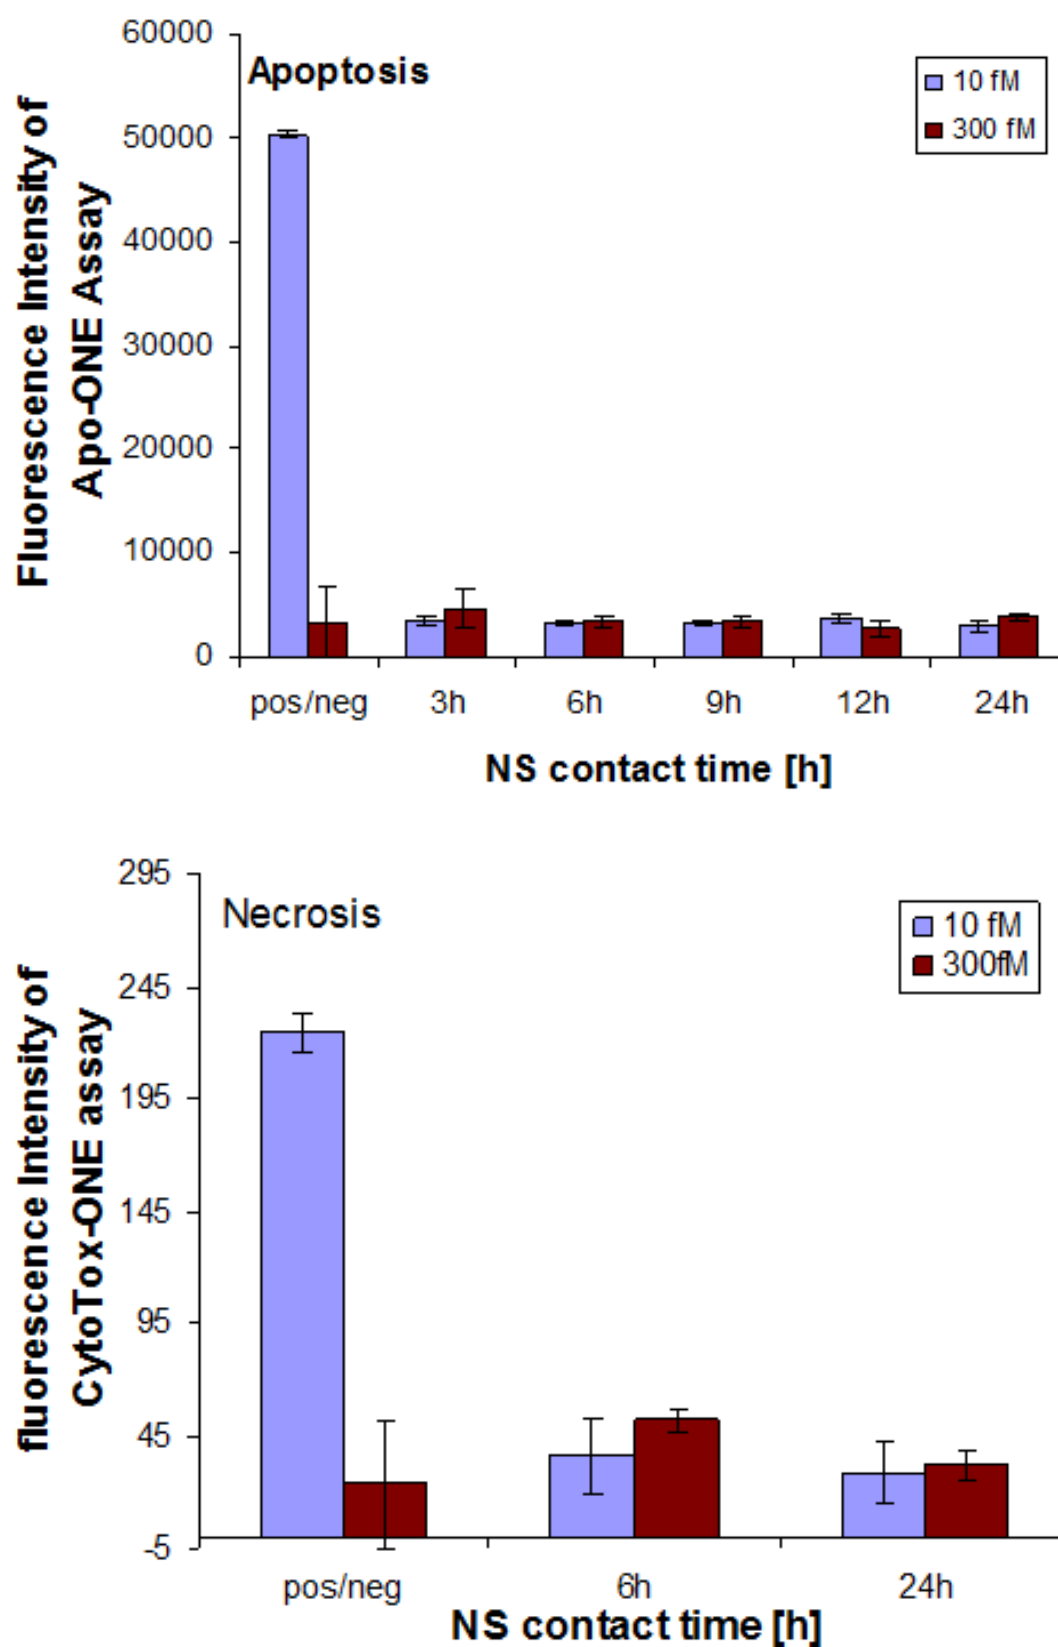 60000
Apoptosis
10 fM
300 fM
50000
40000
30000
20000
10000
0
Fluorescence Intensity of
Apo-ONE Assay
pos/neg 3h 6h 9h 12h 24h
NS contact time [h]
295
Necrosis
10 fM
300fM
245
195
145
95
45
-5
fluorescence Intensity of
CytoTox-ONE assay
pos/neg 6h 24h
NS contact time [h]